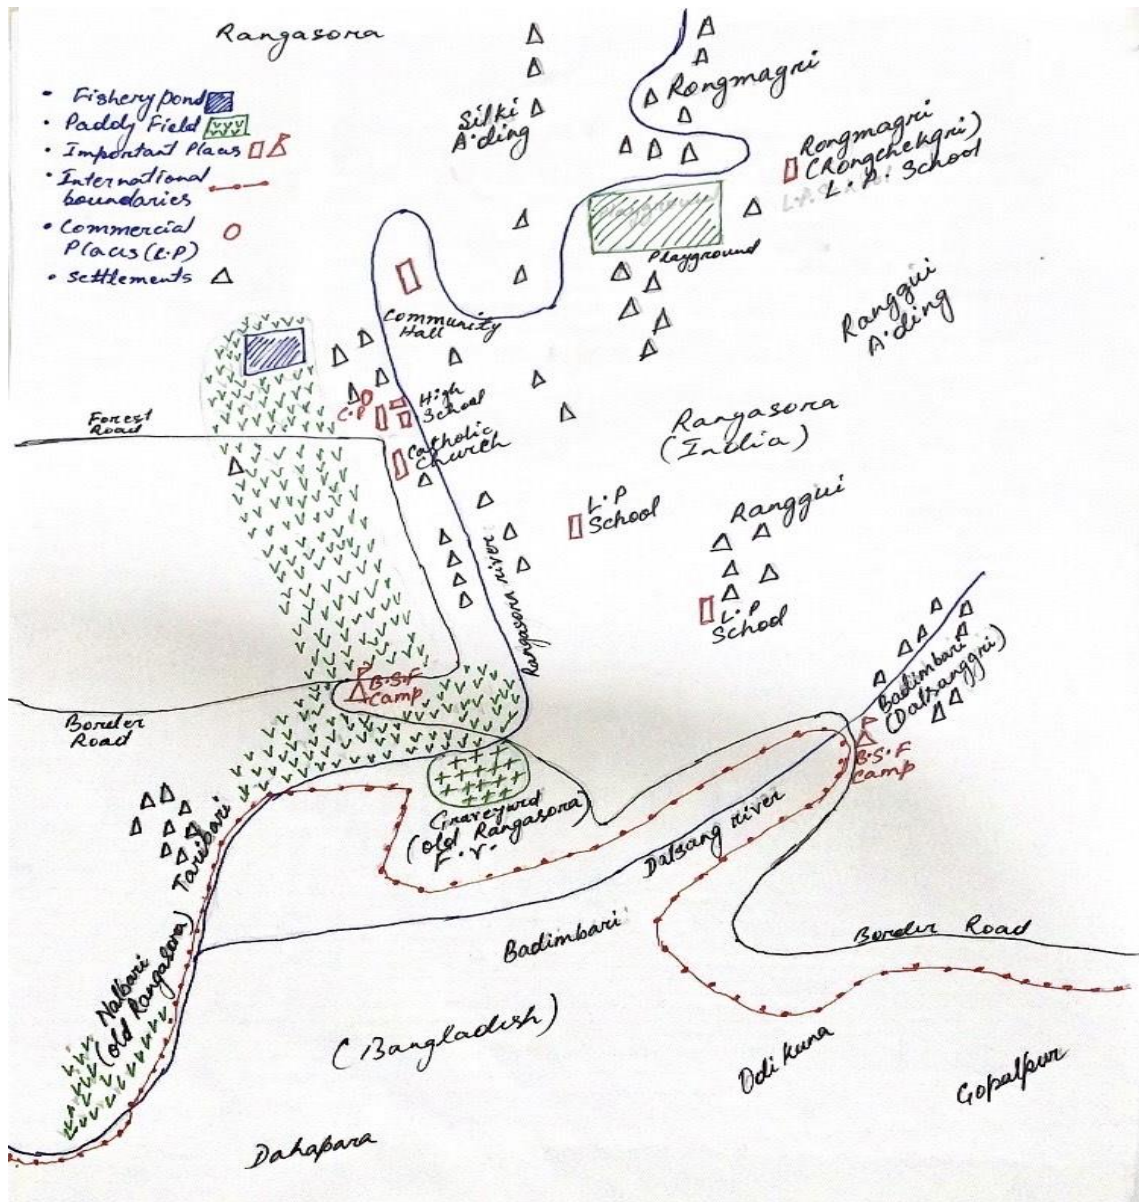 Rangasora
• Fishery pond
• Paddy Field
• Important Places
• International
boundaries
• Commercial
Places (C.P)
• Settlements
Silki
A'ding
Rongmagri
Rongmagri
(Rongchekgri)
L.P. School
Playground
Ranggui
A'ding
Community
Hall
C.P
High
School
Catholic
Church
Forest
Road
Rangasora
(India)
L.P
School
Ranggui
L.P
School
Rangasora river
B.S.F
Camp
Border
Road
Badimbari
(Dalsanggri)
B.S.F
Camp
Graveyard
(old Rangasora)
F.V.
Taribari
Dalsang river
Nalbari
(old Rangasora)
Badimbari
Border Road
(Bangladish)
Odi Kuna
Gopalpur
Dahapara